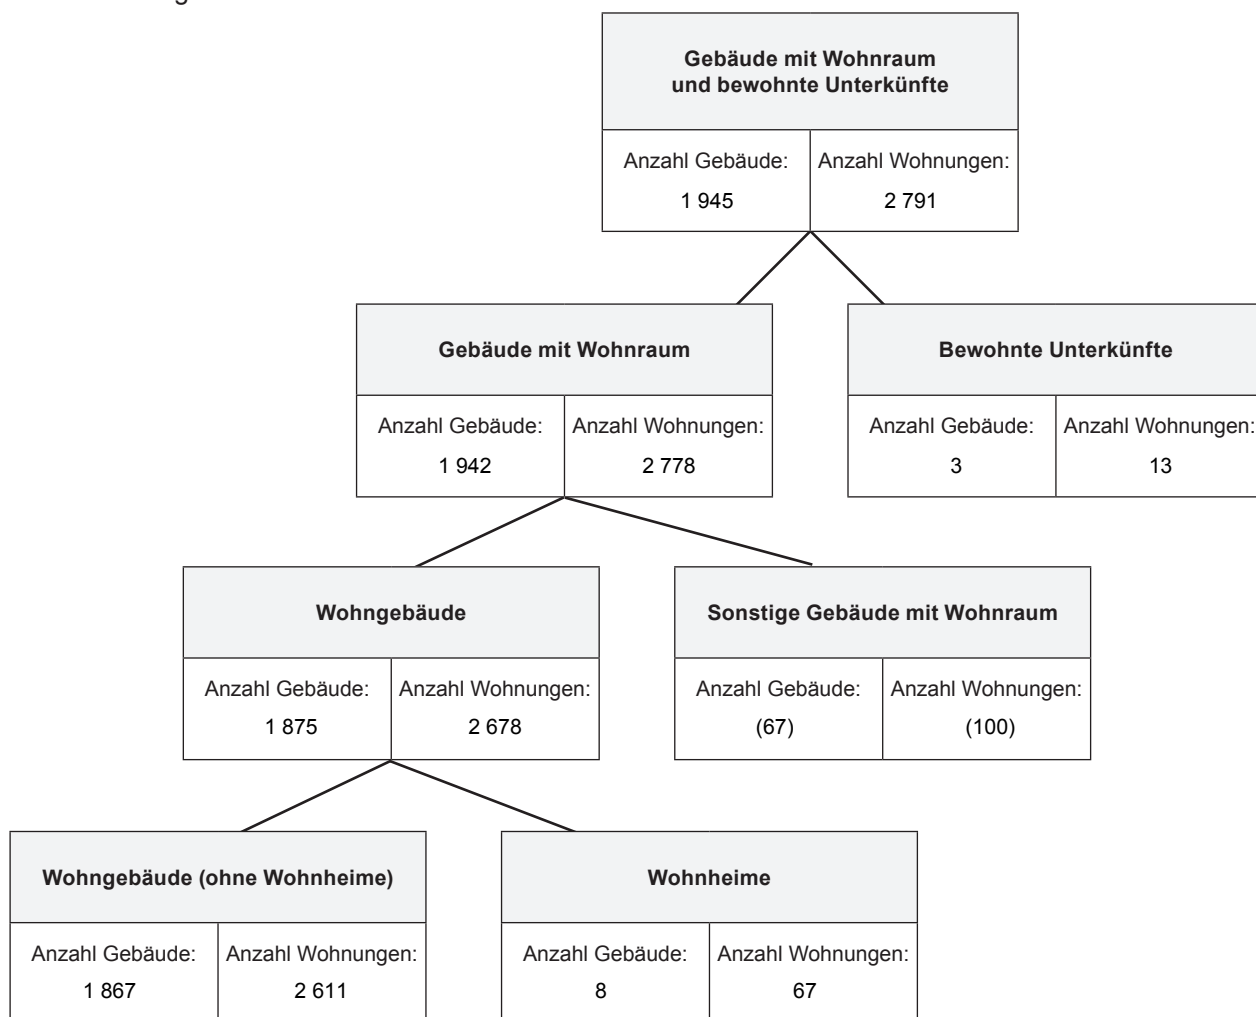 Gebäude mit Wohnraum
und bewohnte Unterkünfte
Anzahl Gebäude:
Anzahl Wohnungen:
1 945
2 791
Gebäude mit Wohnraum
Anzahl Gebäude:
Anzahl Wohnungen:
1 942
2 778
Bewohnte Unterkünfte
Anzahl Gebäude:
Anzahl Wohnungen:
3
13
Wohngebäude
Anzahl Gebäude:
Anzahl Wohnungen:
1 875
2 678
Sonstige Gebäude mit Wohnraum
Anzahl Gebäude:
Anzahl Wohnungen:
(67)
(100)
Wohngebäude (ohne Wohnheime)
Anzahl Gebäude:
Anzahl Wohnungen:
1 867
2 611
Wohnheime
Anzahl Gebäude:
Anzahl Wohnungen:
8
67